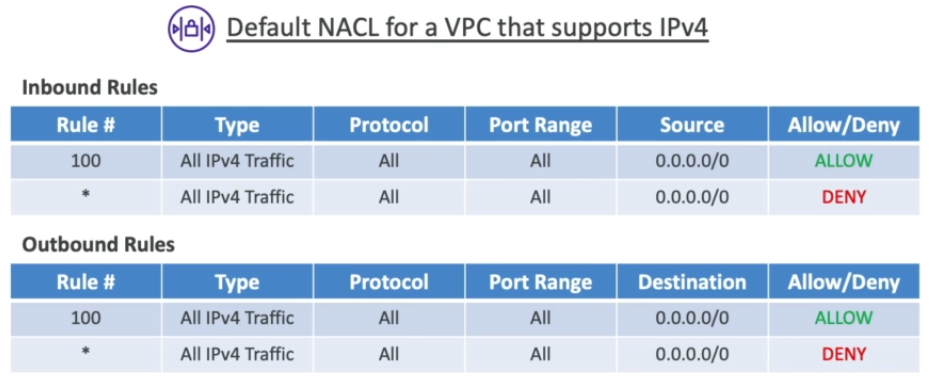 Default NACL for a VPC that supports IPv4
Inbound Rules
Rule # Type Protocol Port Range Source Allow/Deny
100 All IPv4 Traffic All All 0.0.0.0/0 ALLOW
* All IPv4 Traffic All All 0.0.0.0/0 DENY
Outbound Rules
Rule # Type Protocol Port Range Destination Allow/Deny
100 All IPv4 Traffic All All 0.0.0.0/0 ALLOW
* All IPv4 Traffic All All 0.0.0.0/0 DENY